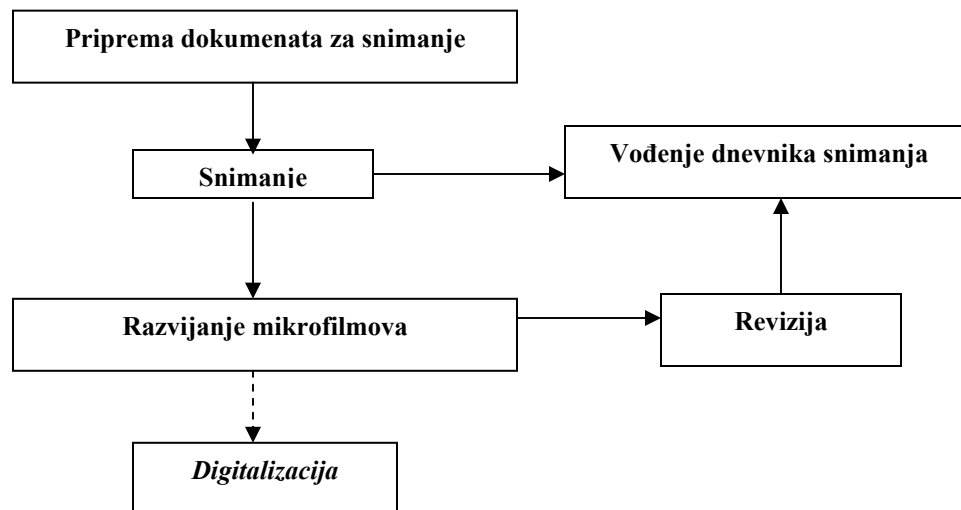 Priprema dokumenata za snimanje
Vođenje dnevnika snimanja
Snimanje
Razvijanje mikrofilmova
Revizija
Digitalizacija